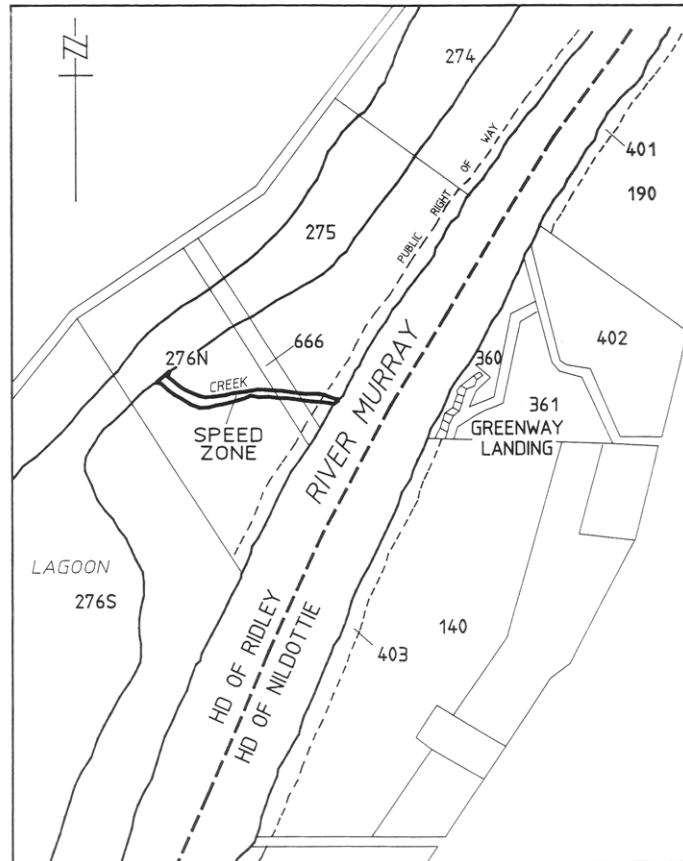 N
274
PUBLIC RIGHT OF WAY
401
190
275
402
666
276N
360
CREEK
361
SPEED
ZONE
GREENWAY
LANDING
RIVER MURRAY
LAGOON
276S
140
403
HD OF RIDLEY
HD OF NILDOTTIE